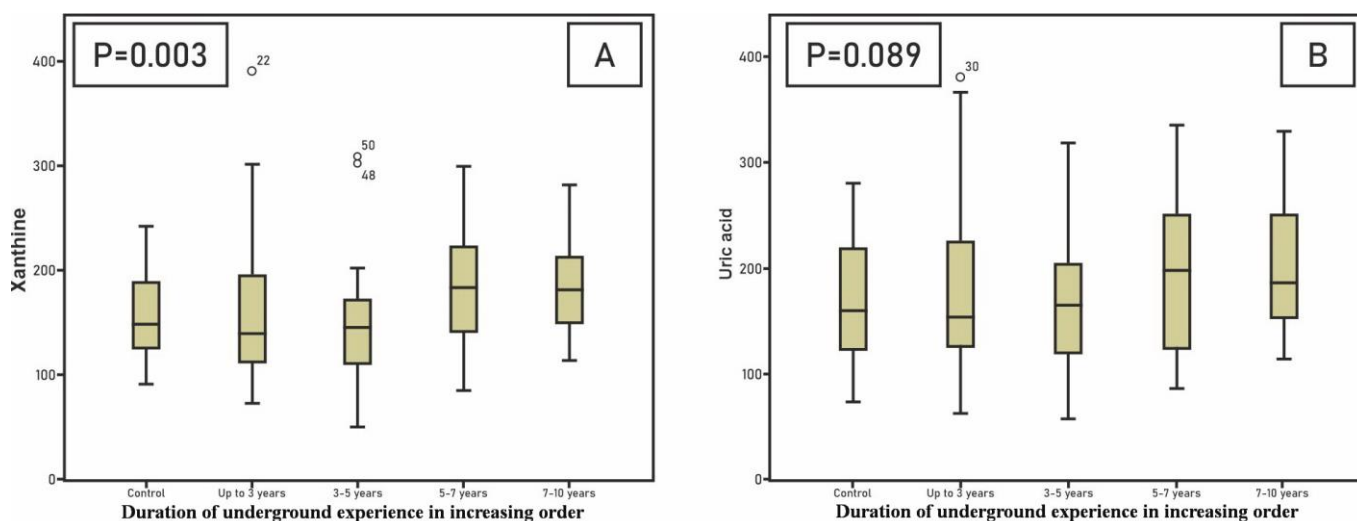 P=0.003
A
400
22
300
50
48
200
100
0
Xanthine
Control
Up to 3 years
3-5 years
5-7 years
7-10 years
Duration of underground experience in increasing order
P=0.089
B
400
30
300
200
100
0
Uric acid
Control
Up to 3 years
3-5 years
5-7 years
7-10 years
Duration of underground experience in increasing order